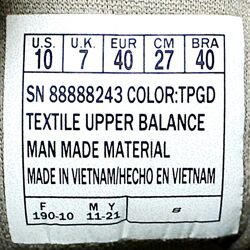 U.S. U.K. EUR CM BRA
10 7 40 27 40
SN 88888243 COLOR:TPGD
TEXTILE UPPER BALANCE
MAN MADE MATERIAL
MADE IN VIETNAM/HECHO EN VIETNAM
F M Y
190-10 11-21